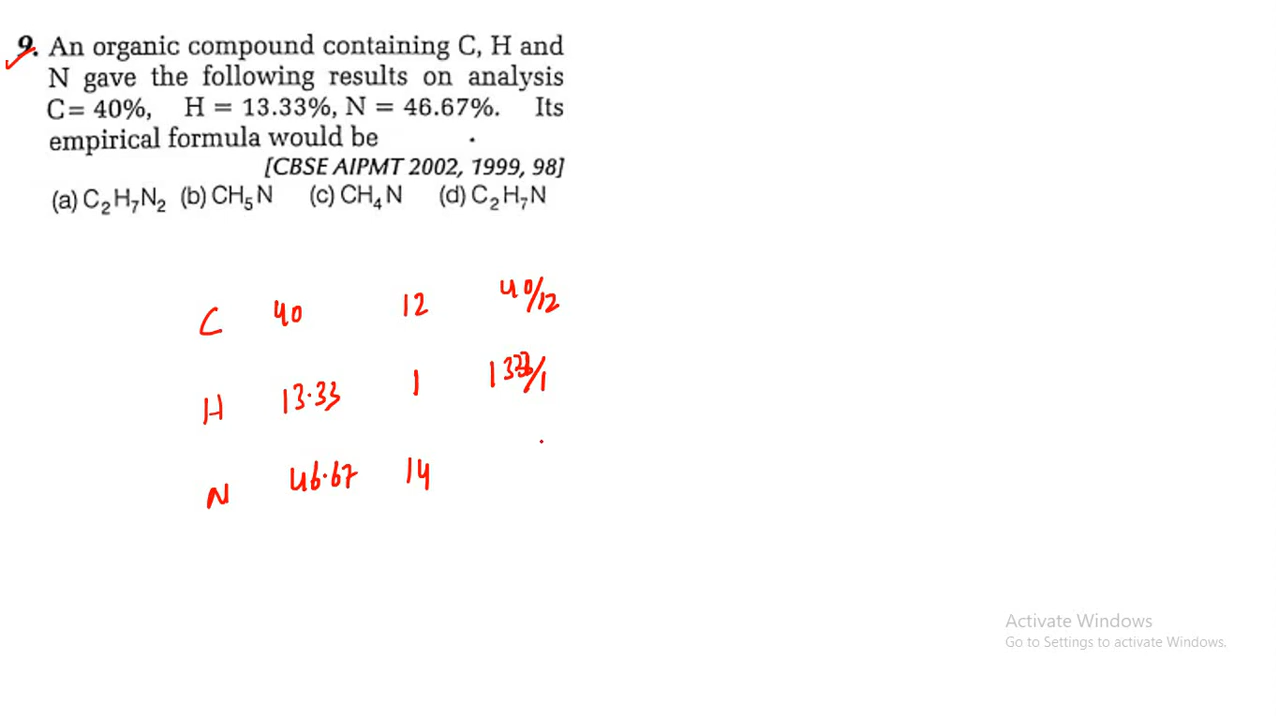 9. An organic compound containing C, H and
N gave the following results on analysis
C= 40%, H = 13.33%, N = 46.67%. Its
empirical formula would be
[CBSE AIPMT 2002, 1999, 98]
(a) C₂H₇N₂ (b) CH₅N (c) CH₄N (d) C₂H₇N
C 40 12 40/12
H 13.33 1 1333/1
N 46.67 14
Activate Windows
Go to Settings to activate Windows.